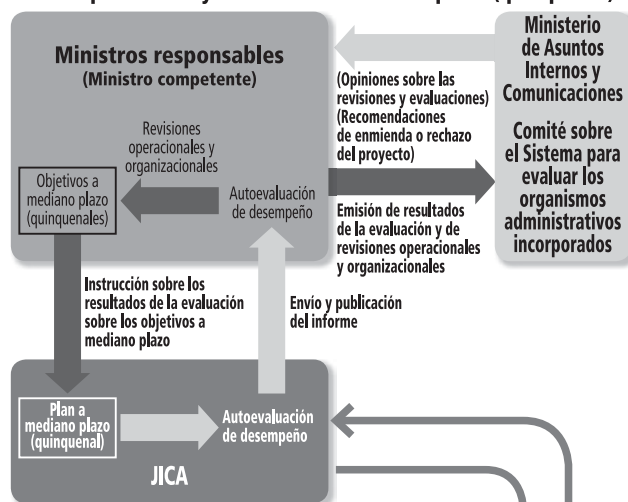 Ministros responsables
(Ministro competente)
Revisiones
operacionales y
organizacionales
Objetivos a
mediano plazo
(quinquenales)
Autoevaluación
de desempeño
(Opiniones sobre las
revisiones y evaluaciones)
(Recomendaciones
de enmienda o rechazo
del proyecto)
Emisión de resultados
de la evaluación y de
revisiones operacionales
y organizacionales
Ministerio
de Asuntos
Internos y
Comunicaciones
Comité sobre
el Sistema para
evaluar los
organismos
administrativos
incorporados
Instrucción sobre los
resultados de la evaluación
sobre los objetivos a
mediano plazo
Envío y publicación
del informe
Plan a
mediano plazo
(quinquenal)
Autoevaluación
de desempeño
JICA